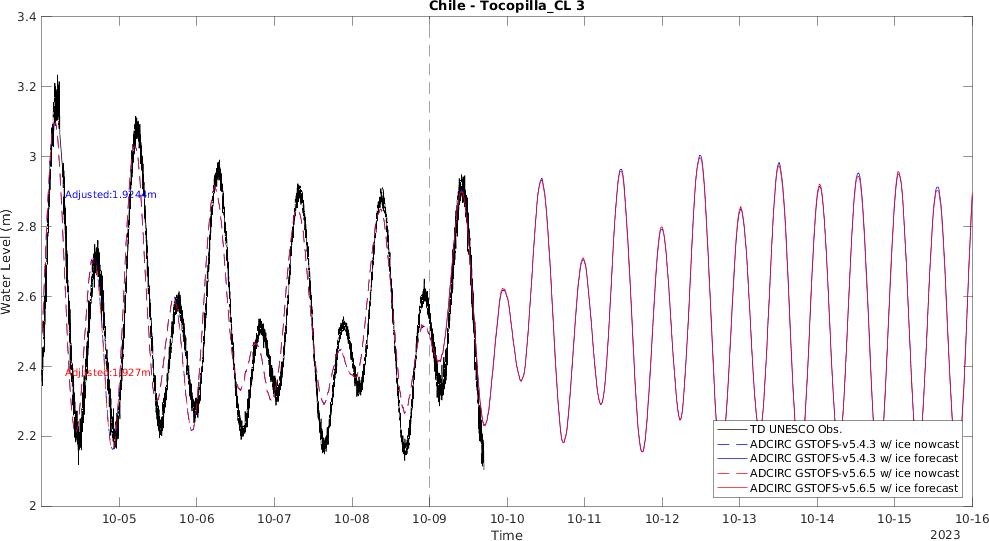 Chile - Tocopilla_CL 3
3.4
3.2
3
2.8
2.6
2.4
2.2
2
Water Level (m)
Adjusted:1.9244m
Adjusted:1.927m
TD UNESCO Obs.
ADCIRC GSTOFS-v5.4.3 w/ ice nowcast
ADCIRC GSTOFS-v5.4.3 w/ ice forecast
ADCIRC GSTOFS-v5.6.5 w/ ice nowcast
ADCIRC GSTOFS-v5.6.5 w/ ice forecast
10-05 10-06 10-07 10-08 10-09 10-10 10-11 10-12 10-13 10-14 10-15 10-16
Time
2023